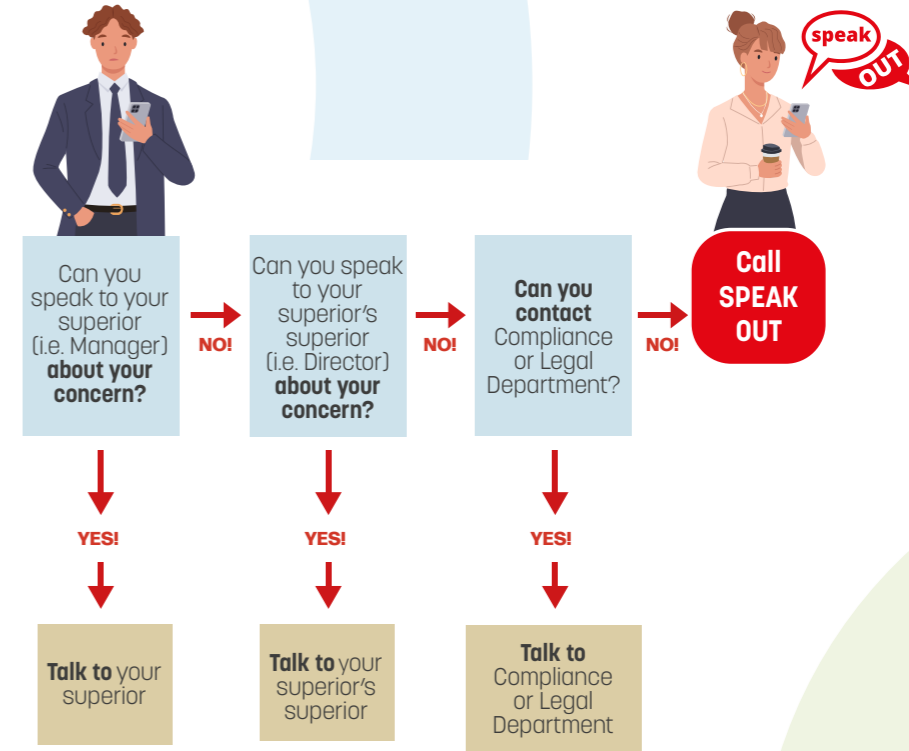 speak
OUT
Can you
speak to your
superior
(i.e. Manager)
about your
concern?
NO!
Can you speak
to your
superior's
superior
(i.e. Director)
about your
concern?
NO!
Can you
contact
Compliance
or Legal
Department?
NO!
Call
SPEAK
OUT
YES!
YES!
YES!
Talk to your
superior
Talk to your
superior's
superior
Talk to
Compliance
or Legal
Department